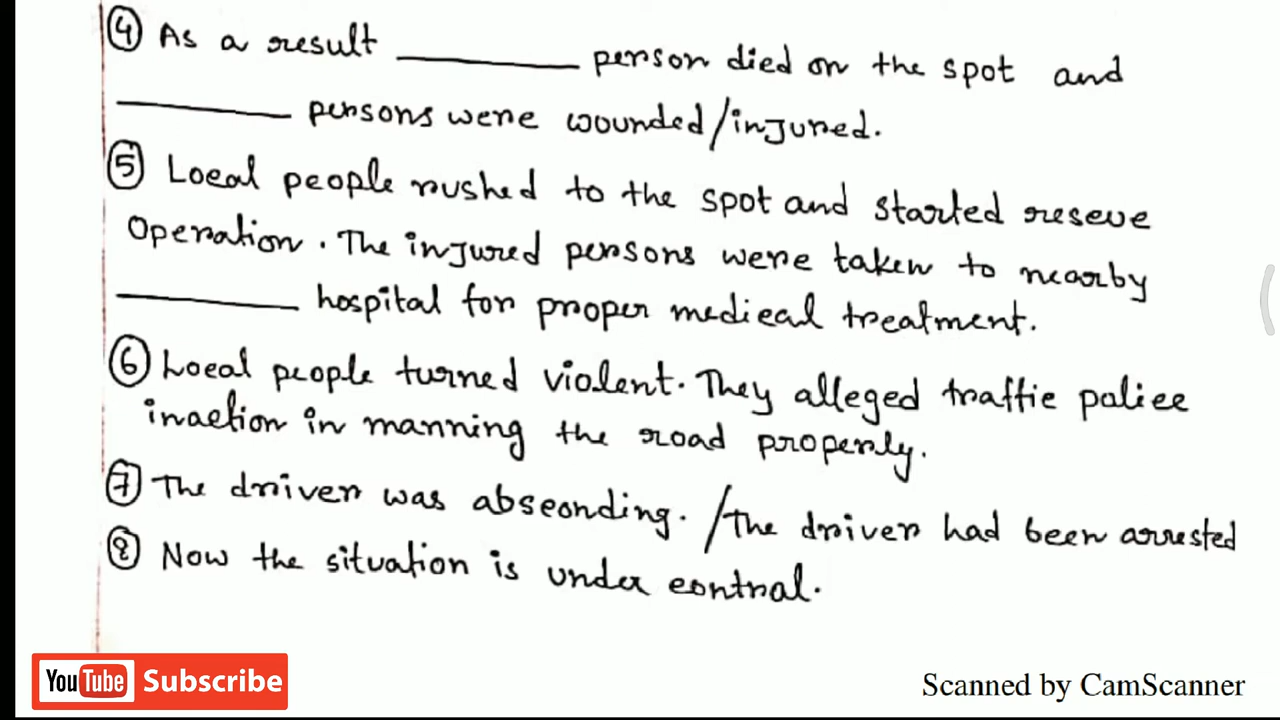 ④ As a result ________ person died on the spot and
________ persons were wounded/injured.
⑤ Local people rushed to the spot and started rescue
Operation. The injured persons were taken to nearby
________ hospital for proper medical treatment.
⑥ Local people turned violent. They alleged traffic police
inaction in manning the road properly.
⑦ The driver was absconding. /The driver had been arrested
⑧ Now the situation is under control.
YouTube Subscribe
Scanned by CamScanner